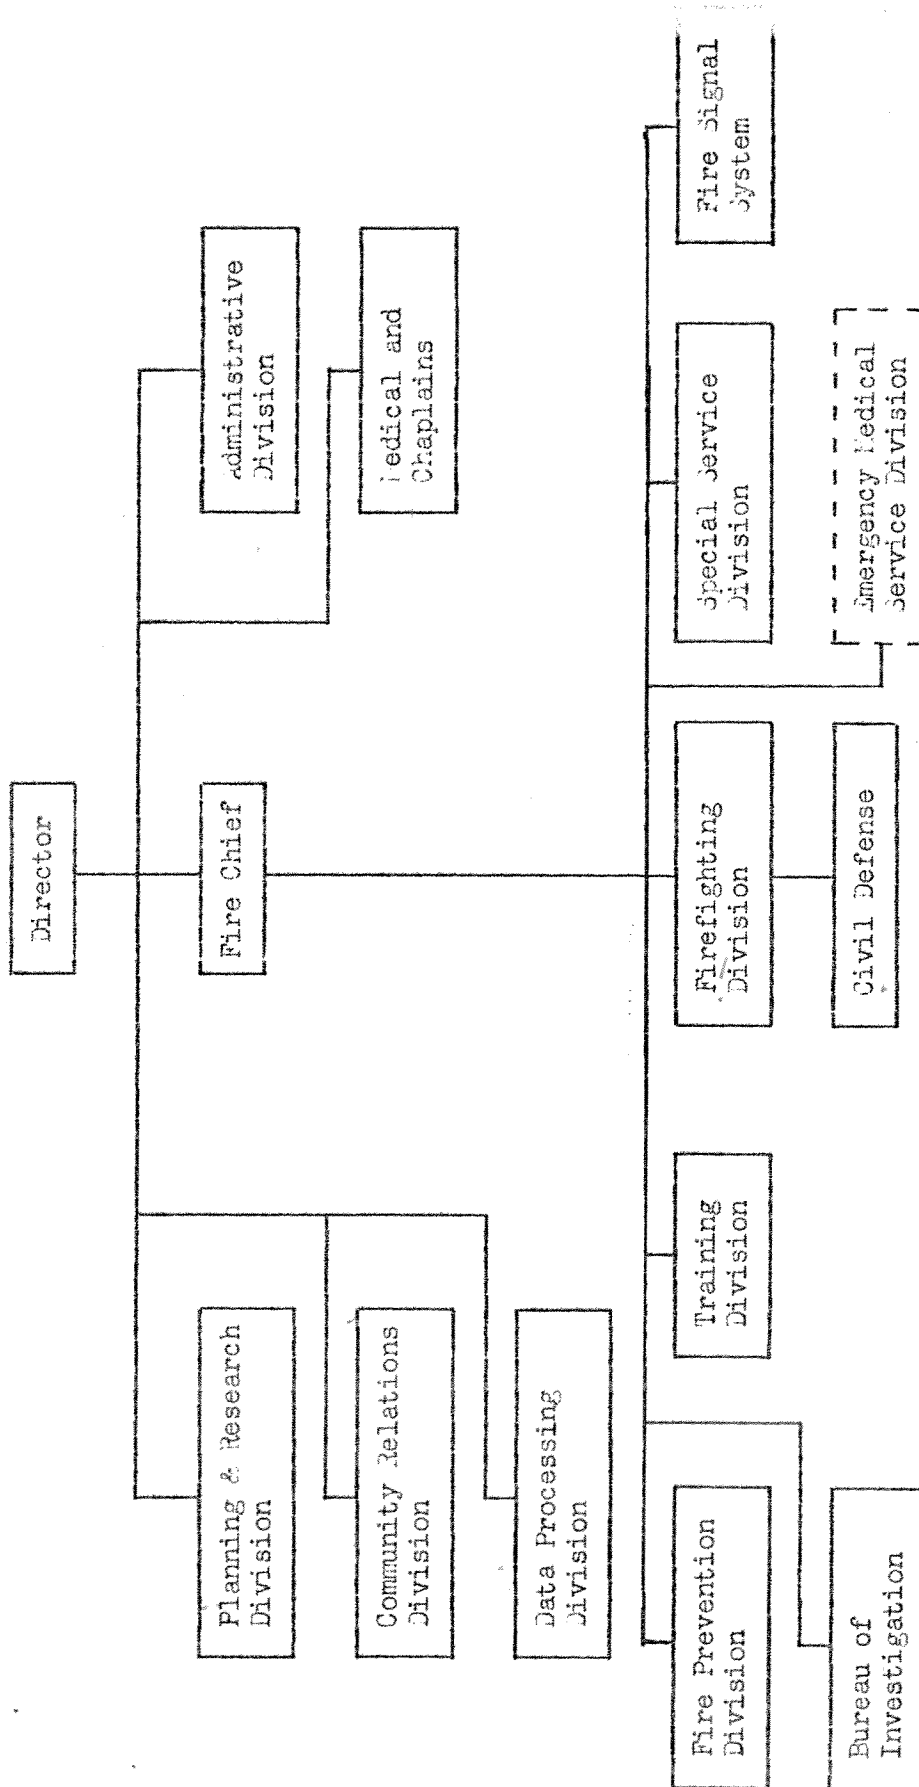 Director
Fire Chief
Planning & Research
Division
Administrative
Division
Community Relations
Division
Medical and
Chaplains
Data Processing
Division
Fire Prevention
Division
Training
Division
Firefighting
Division
Special Service
Division
Fire Signal
System
Bureau of
Investigation
Civil Defense
Emergency Medical
Service Division